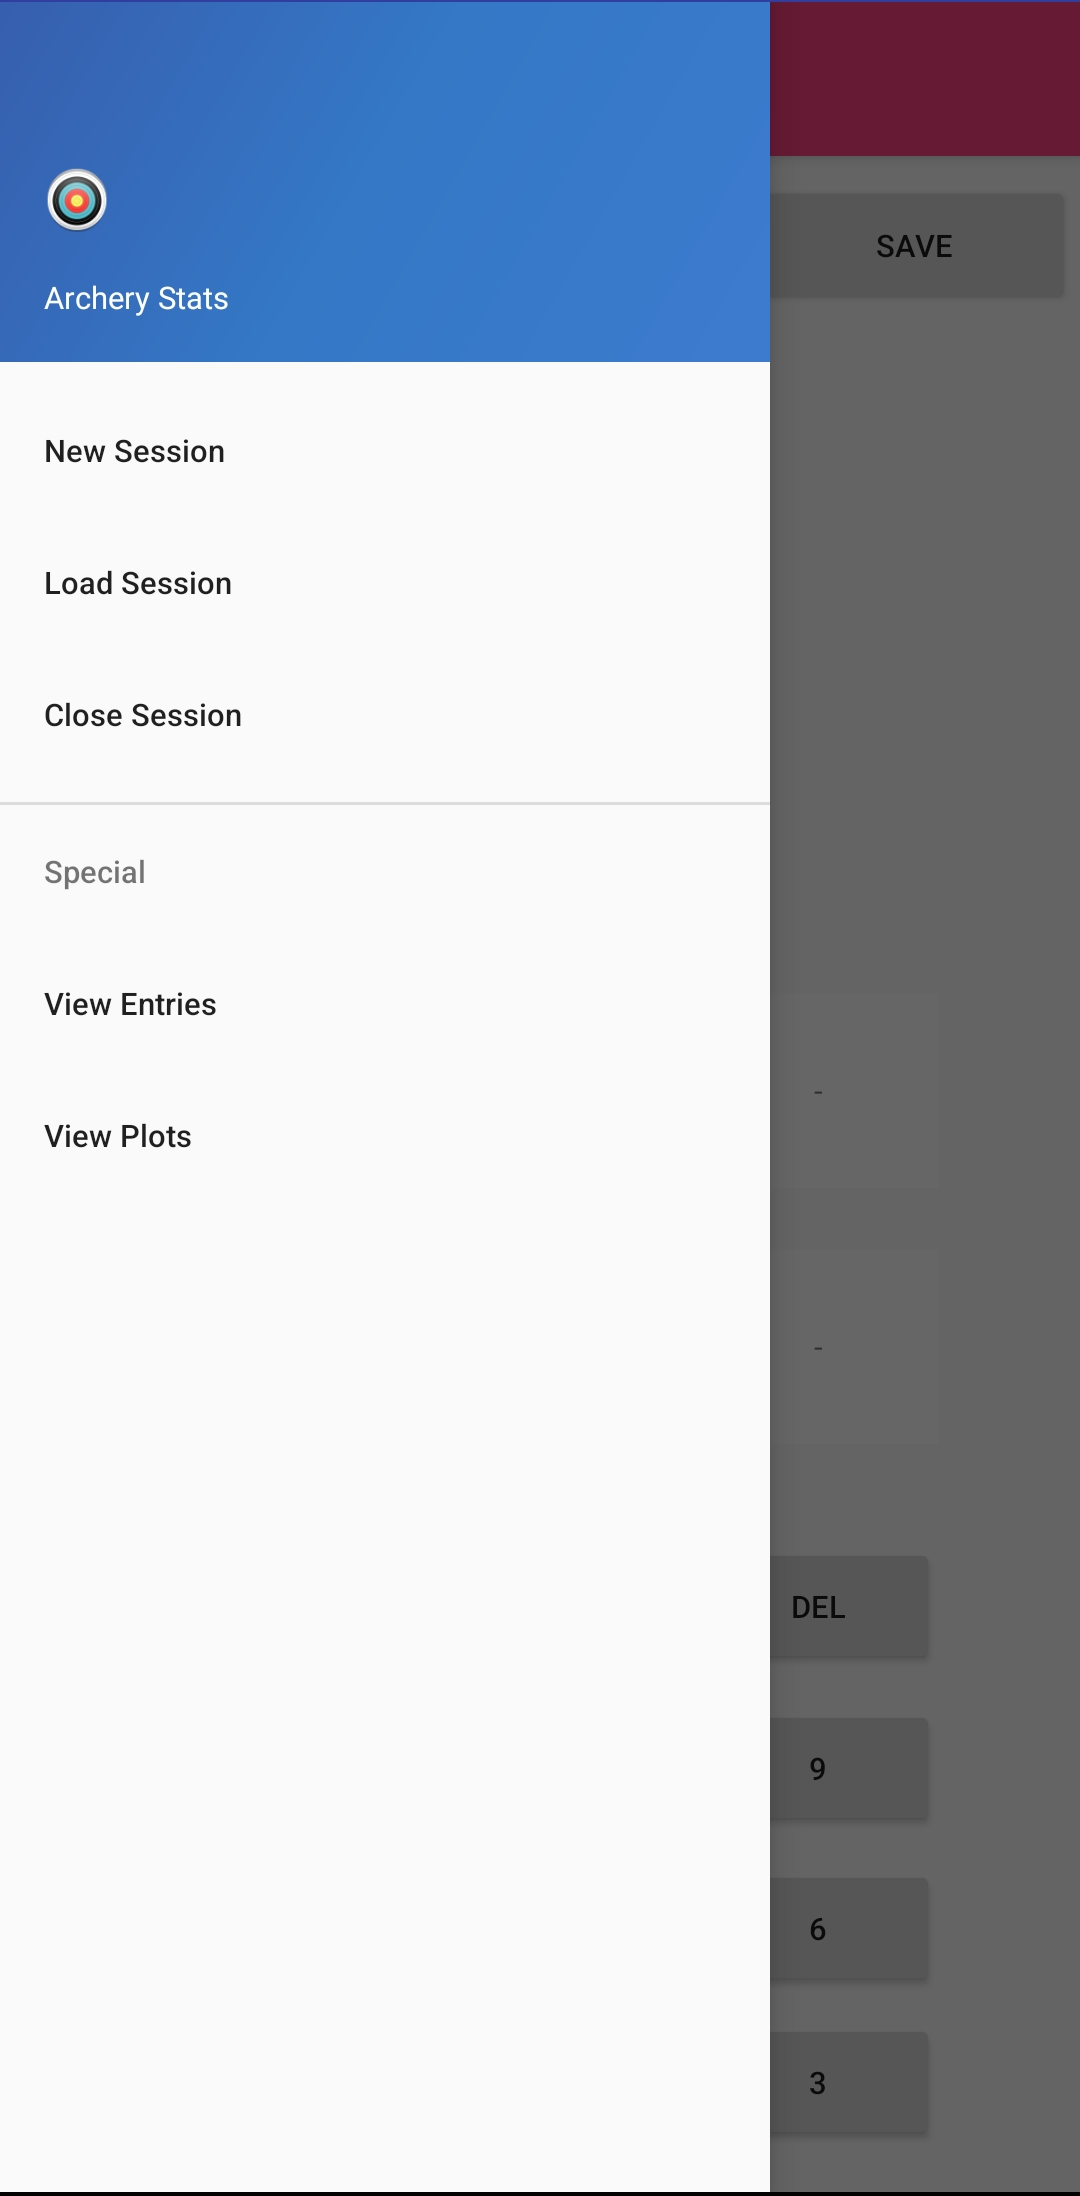 SAVE
Archery Stats
New Session
Load Session
Close Session
Special
View Entries
-
View Plots
-
DEL
9
6
3